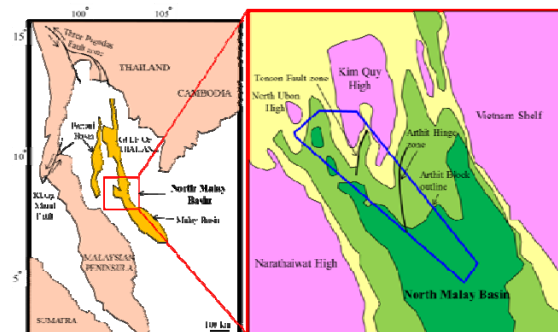 15
100°
105°
Three Pagodas
Fault zone
THAILAND
CAMBODIA
Pattani
Basin
GULF OF
THAILAND
10
North Malay
Basin
Malay Basin
Fault
MALAYSIAN
PENINSULA
5°
SUMATRA
100 km
Tonson Fault zone
North Ubon
High
Kim Quy
High
Vietnam Shelf
Arthit Hinge
zone
Arthit Block
outline
Narathaiwat High
North Malay Basin